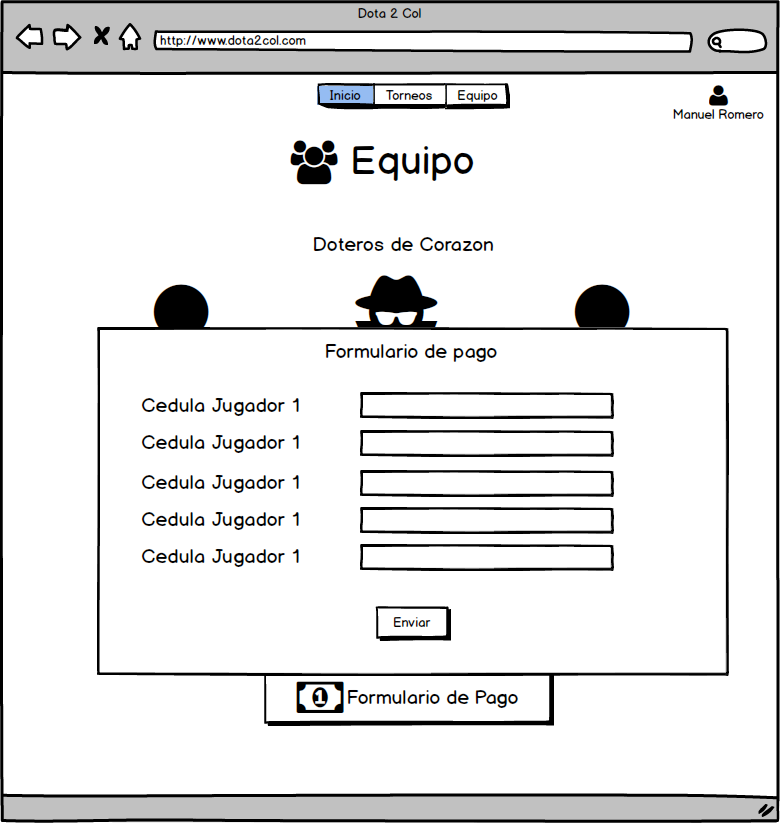 Dota 2 Col
http://www.dota2col.com
Inicio Torneos Equipo
Manuel Romero
Equipo
Doteros de Corazon
Formulario de pago
Cedula Jugador 1
Cedula Jugador 1
Cedula Jugador 1
Cedula Jugador 1
Cedula Jugador 1
Enviar
1 Formulario de Pago